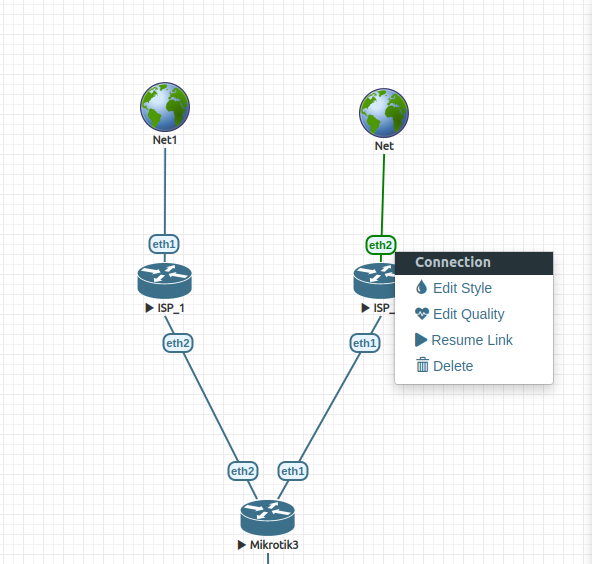 Net1
Net
eth1
eth2
Connection
ISP_1
ISP_
Edit Style
Edit Quality
Resume Link
Delete
eth2
eth1
eth2
eth1
Mikrotik3